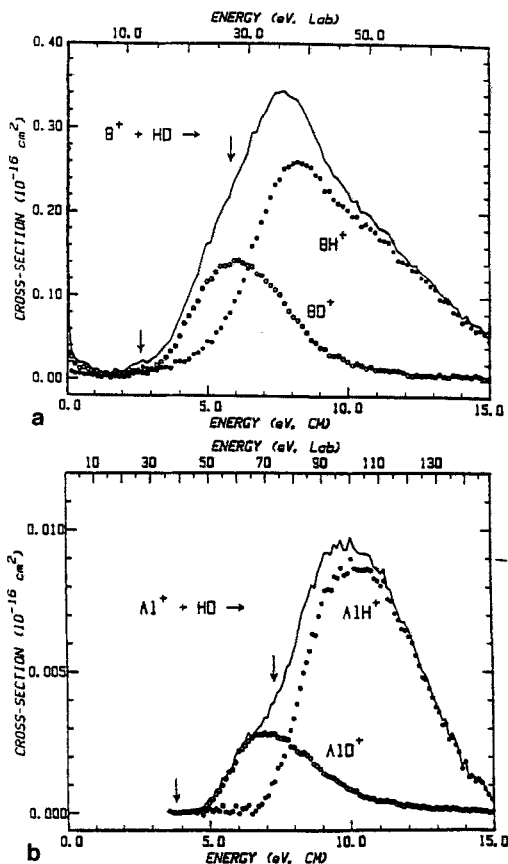 ENERGY (eV, Lab)
10.0 30.0 50.0
0.40
0.30
0.20
0.10
0.00
CROSS-SECTION (10⁻¹⁶ cm²)
B⁺ + HD →
BH⁺
BD⁺
0.0 5.0 10.0 15.0
a
ENERGY (eV, CM)
ENERGY (eV, Lab)
10 30 50 70 90 110 130
0.010
0.005
0.000
CROSS-SECTION (10⁻¹⁶ cm²)
Al⁺ + HD →
AlH⁺
AlD⁺
0.0 5.0 10.0 15.0
b
ENERGY (eV, CM)